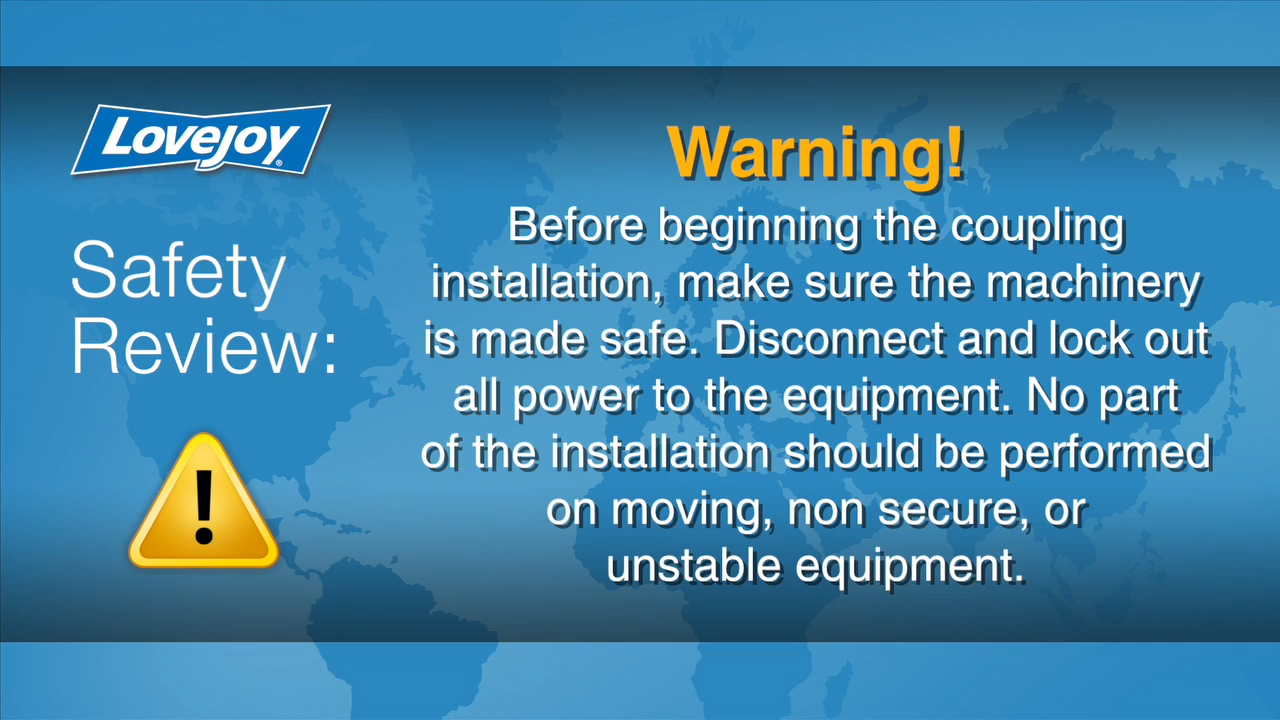 Lovejoy®
Safety
Review:
!
Warning!
Before beginning the coupling
installation, make sure the machinery
is made safe. Disconnect and lock out
all power to the equipment. No part
of the installation should be performed
on moving, non secure, or
unstable equipment.